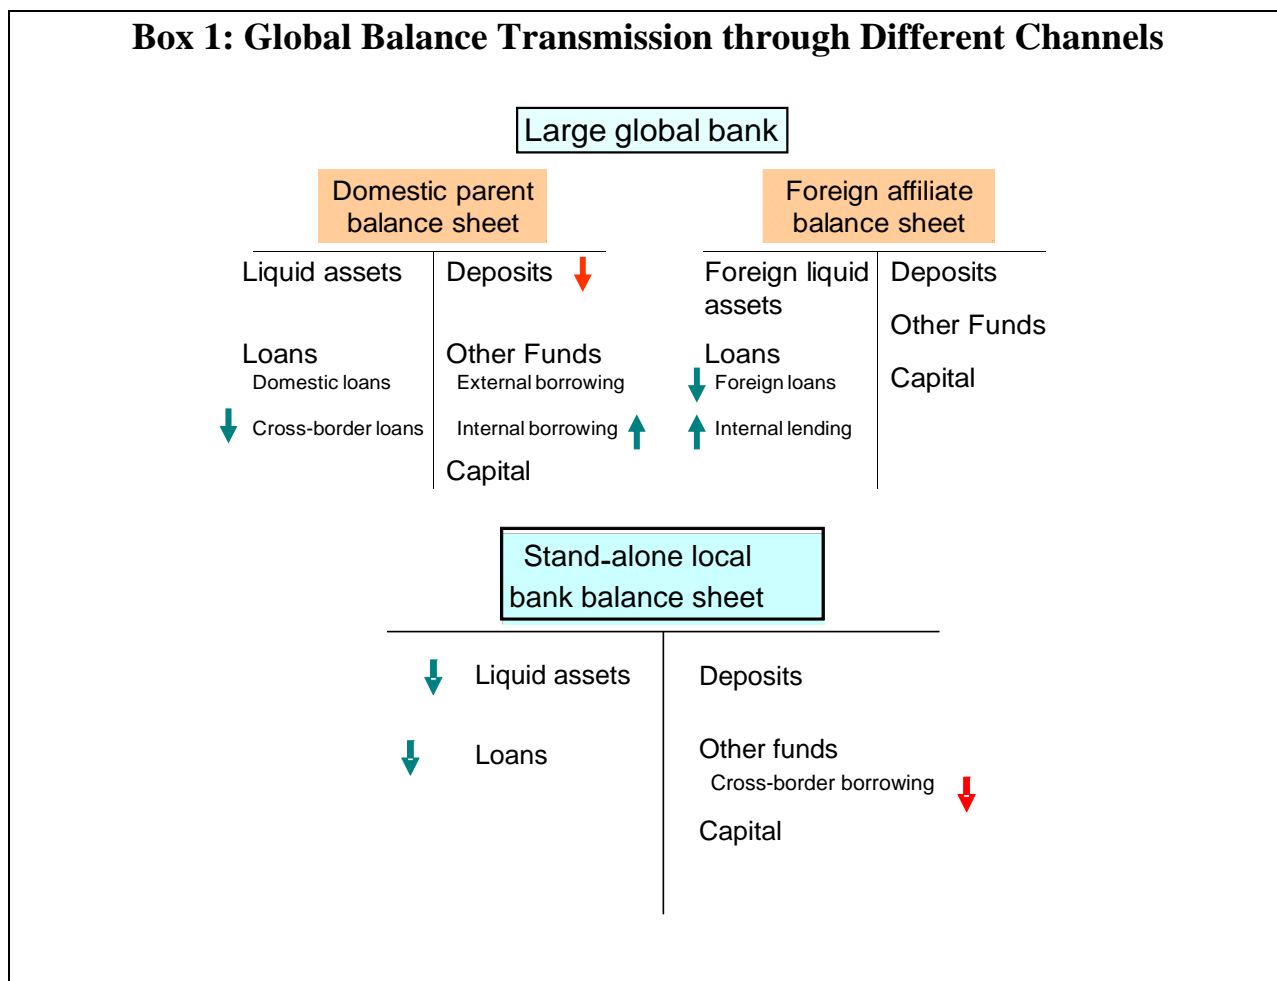 Box 1: Global Balance Transmission through Different Channels
Large global bank
Domestic parent
balance sheet
Liquid assets
Deposits
Loans
Other Funds
Domestic loans
External borrowing
Cross-border loans
Internal borrowing
Capital
Foreign affiliate
balance sheet
Foreign liquid
assets
Deposits
Other Funds
Loans
Foreign loans
Capital
Internal lending
Stand-alone local
bank balance sheet
Liquid assets
Deposits
Loans
Other funds
Cross-border borrowing
Capital